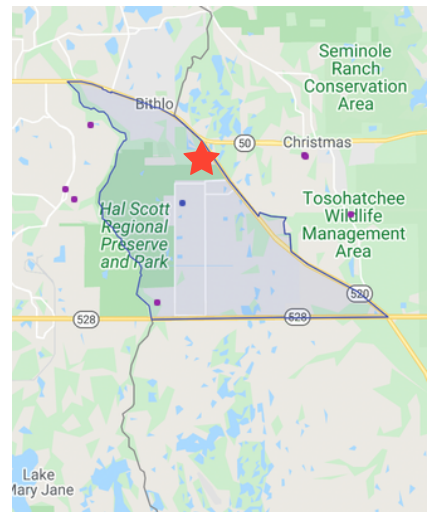 Seminole
Ranch
Conservation
Area
Bithlo
50
Christmas
Tosohatchee
Wildlife
Management
Area
Hal Scott
Regional
Preserve
and Park
520
528
528
Lake
Mary Jane